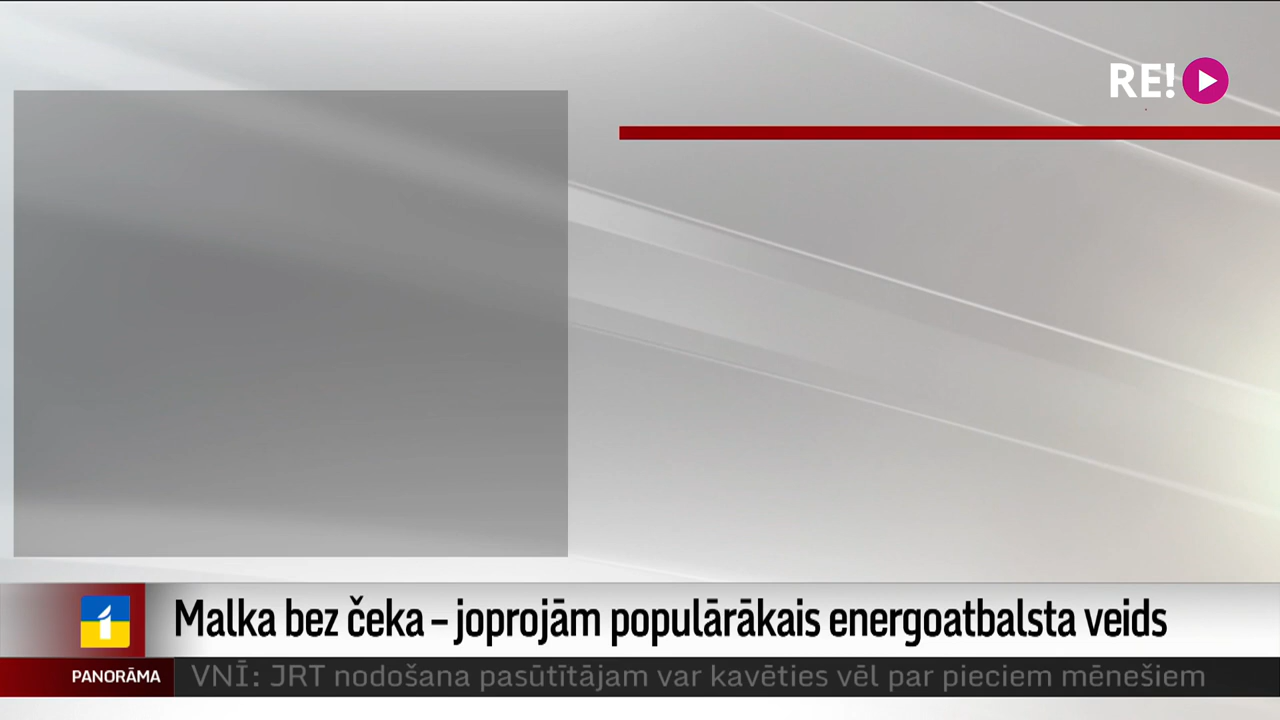 RE!
1
Malka bez čeka – joprojām populārākais energoatbalsta veids
PANORĀMA
VNĪ: JRT nodošana pasūtītājam var kavēties vēl par pieciem mēnešiem